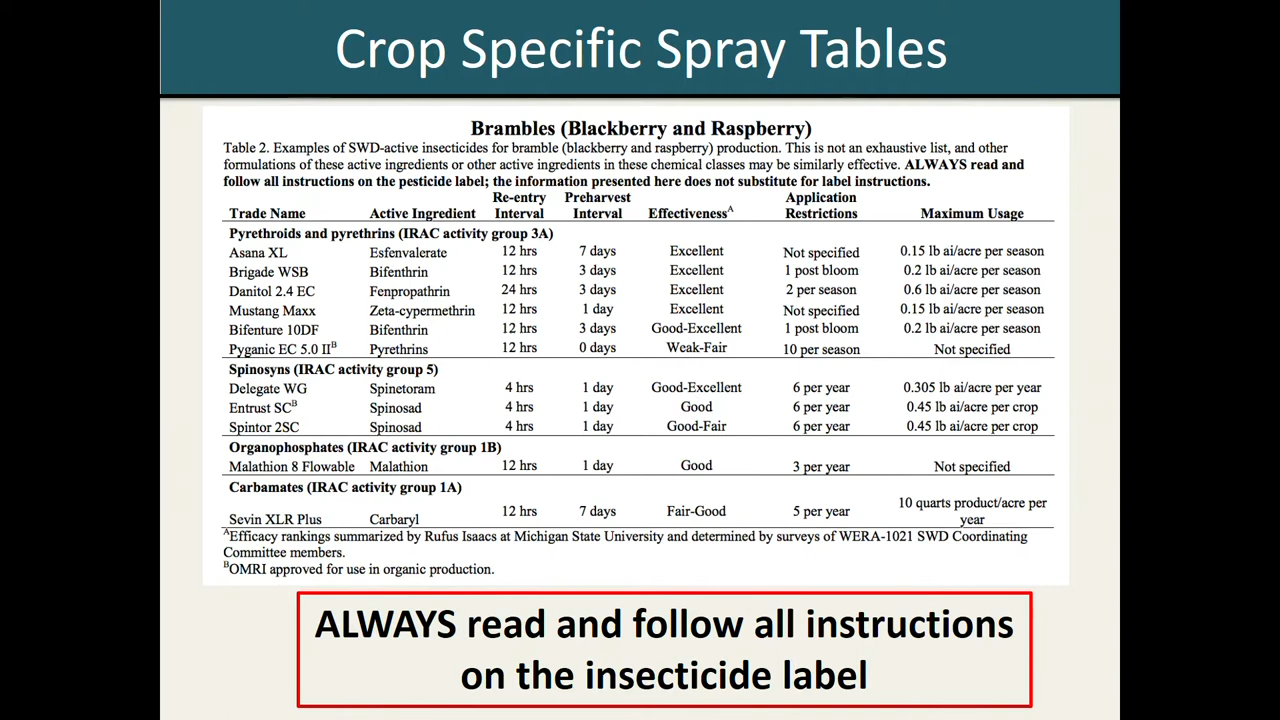 Crop Specific Spray Tables
Brambles (Blackberry and Raspberry)
Table 2. Examples of SWD-active insecticides for bramble (blackberry and raspberry) production. This is not an exhaustive list, and other
formulations of these active ingredients or other active ingredients in these chemical classes may be similarly effective. ALWAYS read and
follow all instructions on the pesticide label; the information presented here does not substitute for label instructions.
Re-entry Preharvest Application
Trade Name Active Ingredient Interval Interval Effectiveness^A Restrictions Maximum Usage
Pyrethroids and pyrethrins (IRAC activity group 3A)
Asana XL Esfenvalerate 12 hrs 7 days Excellent Not specified 0.15 lb ai/acre per season
Brigade WSB Bifenthrin 12 hrs 3 days Excellent 1 post bloom 0.2 lb ai/acre per season
Danitol 2.4 EC Fenpropathrin 24 hrs 3 days Excellent 2 per season 0.6 lb ai/acre per season
Mustang Maxx Zeta-cypermethrin 12 hrs 1 day Excellent Not specified 0.15 lb ai/acre per season
Bifenture 10DF Bifenthrin 12 hrs 3 days Good-Excellent 1 post bloom 0.2 lb ai/acre per season
Pyganic EC 5.0 II^B Pyrethrins 12 hrs 0 days Weak-Fair 10 per season Not specified
Spinosyns (IRAC activity group 5)
Delegate WG Spinetoram 4 hrs 1 day Good-Excellent 6 per year 0.305 lb ai/acre per year
Entrust SC^B Spinosad 4 hrs 1 day Good 6 per year 0.45 lb ai/acre per crop
Spintor 2SC Spinosad 4 hrs 1 day Good-Fair 6 per year 0.45 lb ai/acre per crop
Organophosphates (IRAC activity group 1B)
Malathion 8 Flowable Malathion 12 hrs 1 day Good 3 per year Not specified
Carbamates (IRAC activity group 1A)
Sevin XLR Plus Carbaryl 12 hrs 7 days Fair-Good 5 per year 10 quarts product/acre per
year
^AEfficacy rankings summarized by Rufus Isaacs at Michigan State University and determined by surveys of WERA-1021 SWD Coordinating
Committee members.
^BOMRI approved for use in organic production.
ALWAYS read and follow all instructions
on the insecticide label